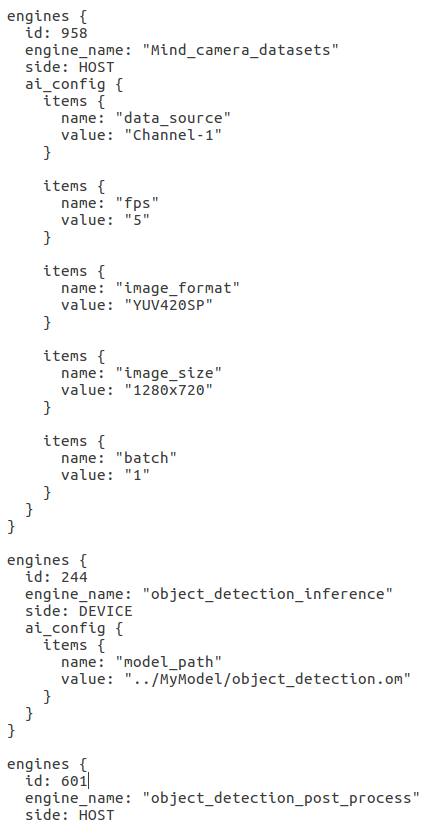 engines {
  id: 958
  engine_name: "Mind_camera_datasets"
  side: HOST
  ai_config {
    items {
      name: "data_source"
      value: "Channel-1"
    }

    items {
      name: "fps"
      value: "5"
    }

    items {
      name: "image_format"
      value: "YUV420SP"
    }

    items {
      name: "image_size"
      value: "1280x720"
    }

    items {
      name: "batch"
      value: "1"
    }
  }
}

engines {
  id: 244
  engine_name: "object_detection_inference"
  side: DEVICE
  ai_config {
    items {
      name: "model_path"
      value: "../MyModel/object_detection.om"
    }
  }
}

engines {
  id: 601
  engine_name: "object_detection_post_process"
  side: HOST